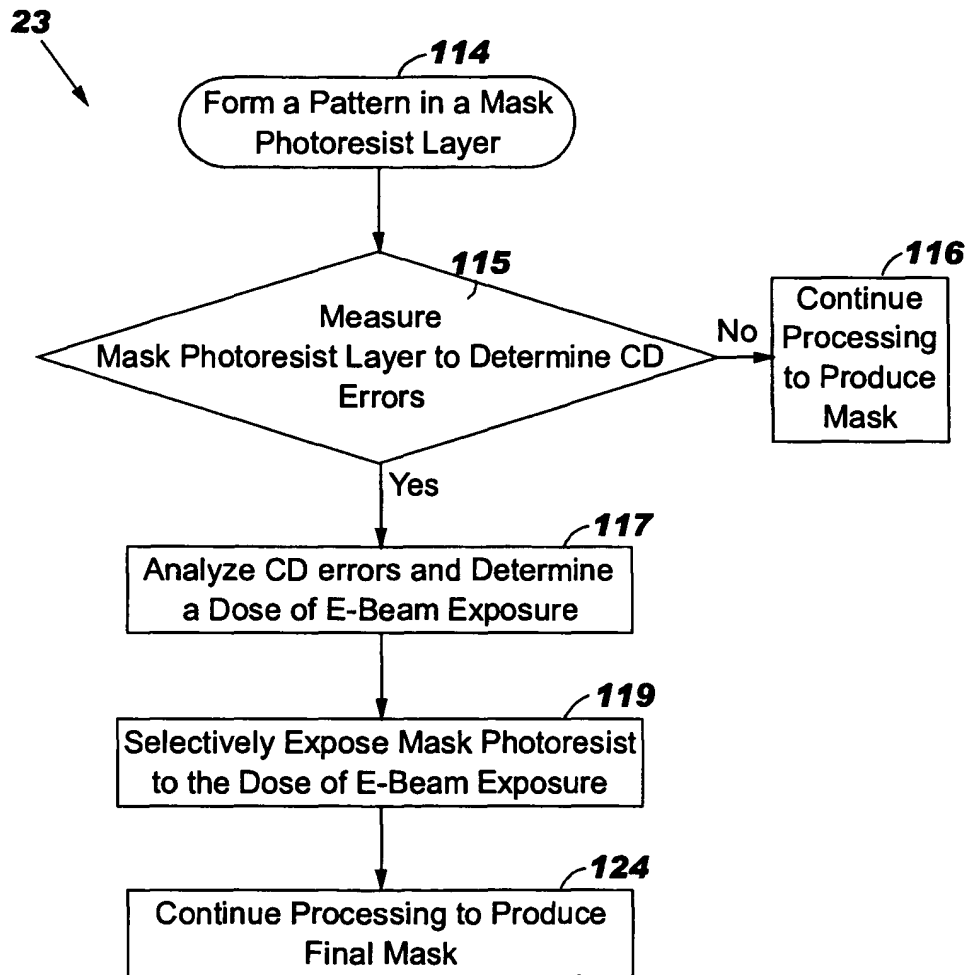 23
114
Form a Pattern in a Mask
Photoresist Layer
115
Measure
Mask Photoresist Layer to Determine CD
Errors
No
116
Continue
Processing
to Produce
Mask
Yes
117
Analyze CD errors and Determine
a Dose of E-Beam Exposure
119
Selectively Expose Mask Photoresist
to the Dose of E-Beam Exposure
124
Continue Processing to Produce
Final Mask